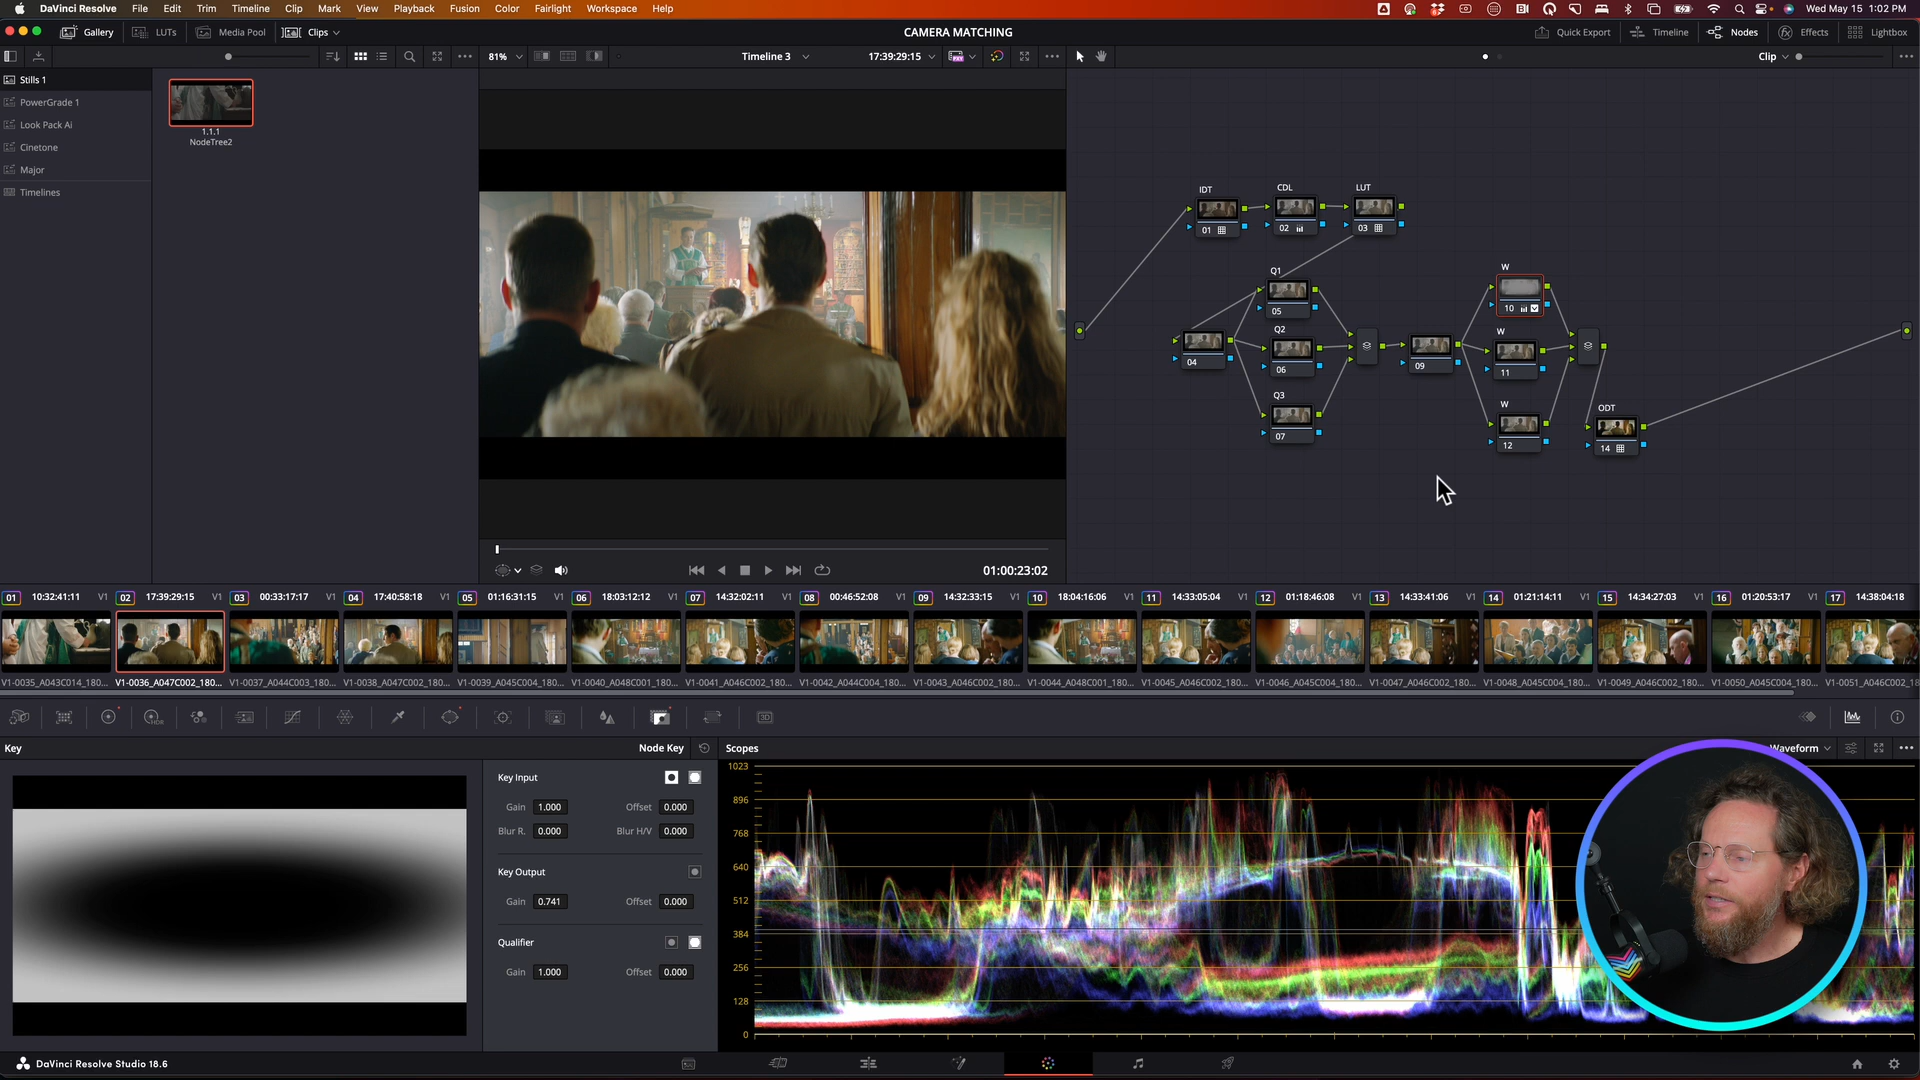 DaVinci Resolve File Edit Trim Timeline Clip Mark View Playback Fusion Color Fairlight Workspace Help Wed May 15 1:02 PM
Gallery LUTs Media Pool Clips CAMERA MATCHING Quick Export Timeline Nodes Effects Lightbox
81% Timeline 3 17:39:29:15 Clip
Stills 1
PowerGrade 1
Look Pack Ai
Cinetone
Major
Timelines
1.1.1
NodeTree2
IDT CDL LUT
01 02 03
Q1 W
05 10
Q2 W
04 06 09 11
Q3 W ODT
07 12 14
01:00:23:02
01 10:32:41:11 V1 02 17:39:29:15 V1 03 00:33:17:17 V1 04 17:40:58:18 V1 05 01:16:31:15 V1 06 18:03:12:12 V1 07 14:32:02:11 V1 08 00:46:52:08 V1 09 14:32:33:15 V1 10 18:04:16:06 V1 11 14:33:05:04 V1 12 01:18:46:08 V1 13 14:33:41:06 V1 14 01:21:14:11 V1 15 14:34:27:03 V1 16 01:20:53:17 V1 17 14:38:04:18
V1-0035_A043C014_180... V1-0036_A047C002_180... V1-0037_A044C003_180... V1-0038_A047C002_180... V1-0039_A045C004_180... V1-0040_A048C001_180... V1-0041_A046C002_180... V1-0042_A044C004_180... V1-0043_A046C002_180... V1-0044_A048C001_180... V1-0045_A046C002_180... V1-0046_A045C004_180... V1-0047_A046C002_180... V1-0048_A045C004_180... V1-0049_A046C002_180... V1-0050_A045C004_180... V1-0051_A046C002_18
Key Node Key Scopes Waveform
Key Input
Gain 1.000 Offset 0.000
Blur R. 0.000 Blur H/V 0.000
Key Output
Gain 0.741 Offset 0.000
Qualifier
Gain 1.000 Offset 0.000
1023
896
768
640
512
384
256
128
0
DaVinci Resolve Studio 18.6